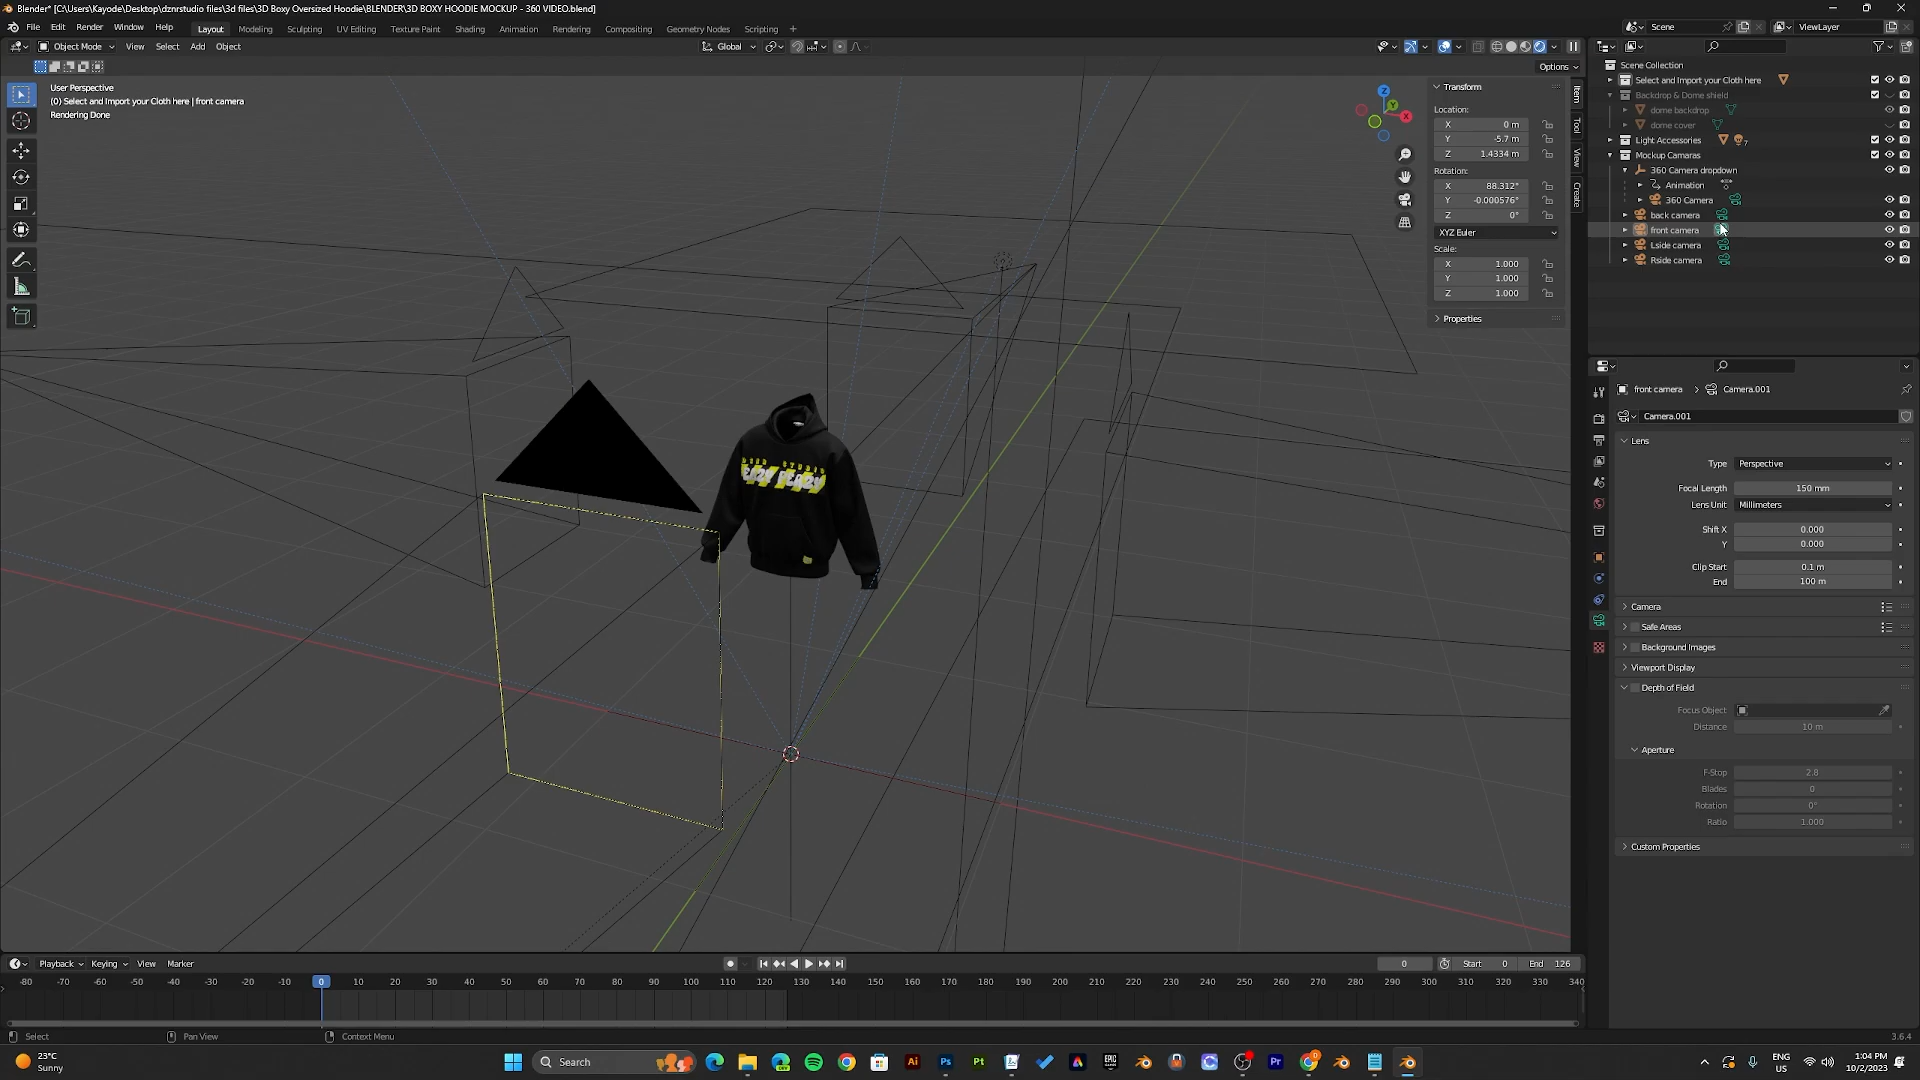 Blender* [C:\Users\Kayode\Desktop\dznrstudio files\3d files\3D Boxy Oversized Hoodie\BLENDER\3D BOXY HOODIE MOCKUP - 360 VIDEO.blend]
File Edit Render Window Help Layout Modeling Sculpting UV Editing Texture Paint Shading Animation Rendering Compositing Geometry Nodes Scripting + Scene ViewLayer
Object Mode View Select Add Object Global
Options
User Perspective
(0) Select and Import your Cloth here | front camera
Rendering Done
Z
Y
X
Transform
Location:
X 0 m
Y -5.7 m
Z 1.4334 m
Rotation:
X 88.312°
Y -0.000576°
Z 0°
XYZ Euler
Scale:
X 1.000
Y 1.000
Z 1.000
Properties
Item
Tool
View
Create
Scene Collection
Select and Import your Cloth here
Backdrop & Dome shield
dome backdrop
dome cover
Light Accessories 7
Mockup Cameras
360 Camera dropdown
Animation
360 Camera
back camera
front camera
Lside camera
Rside camera
front camera > Camera.001
Camera.001
Lens
Type Perspective
Focal Length 150 mm
Lens Unit Millimeters
Shift X 0.000
Y 0.000
Clip Start 0.1 m
End 100 m
Camera
Safe Areas
Background Images
Viewport Display
Depth of Field
Focus Object
Distance 10 m
Aperture
F-Stop 2.8
Blades 0
Rotation 0°
Ratio 1.000
Custom Properties
Playback Keying View Marker 0 Start 0 End 126
-80 -70 -60 -50 -40 -30 -20 -10 0 10 20 30 40 50 60 70 80 90 100 110 120 130 140 150 160 170 180 190 200 210 220 230 240 250 260 270 280 290 300 310 320 330 340
Select Pan View Context Menu 3.6.4
23°C
Sunny
Search
Ai Ps Pt Pr
ENG
US
1:04 PM
10/2/2023